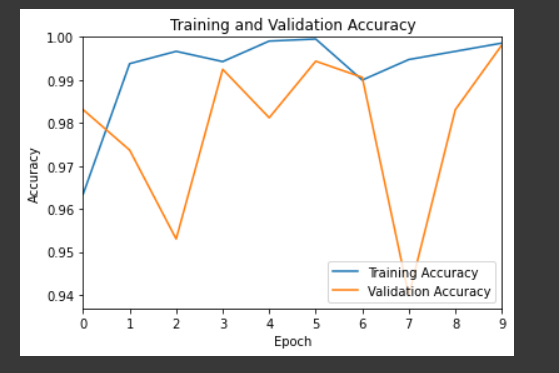 Training and Validation Accuracy
1.00
0.99
0.98
0.97
0.96
0.95
0.94
Accuracy
Training Accuracy
Validation Accuracy
0 1 2 3 4 5 6 7 8 9
Epoch